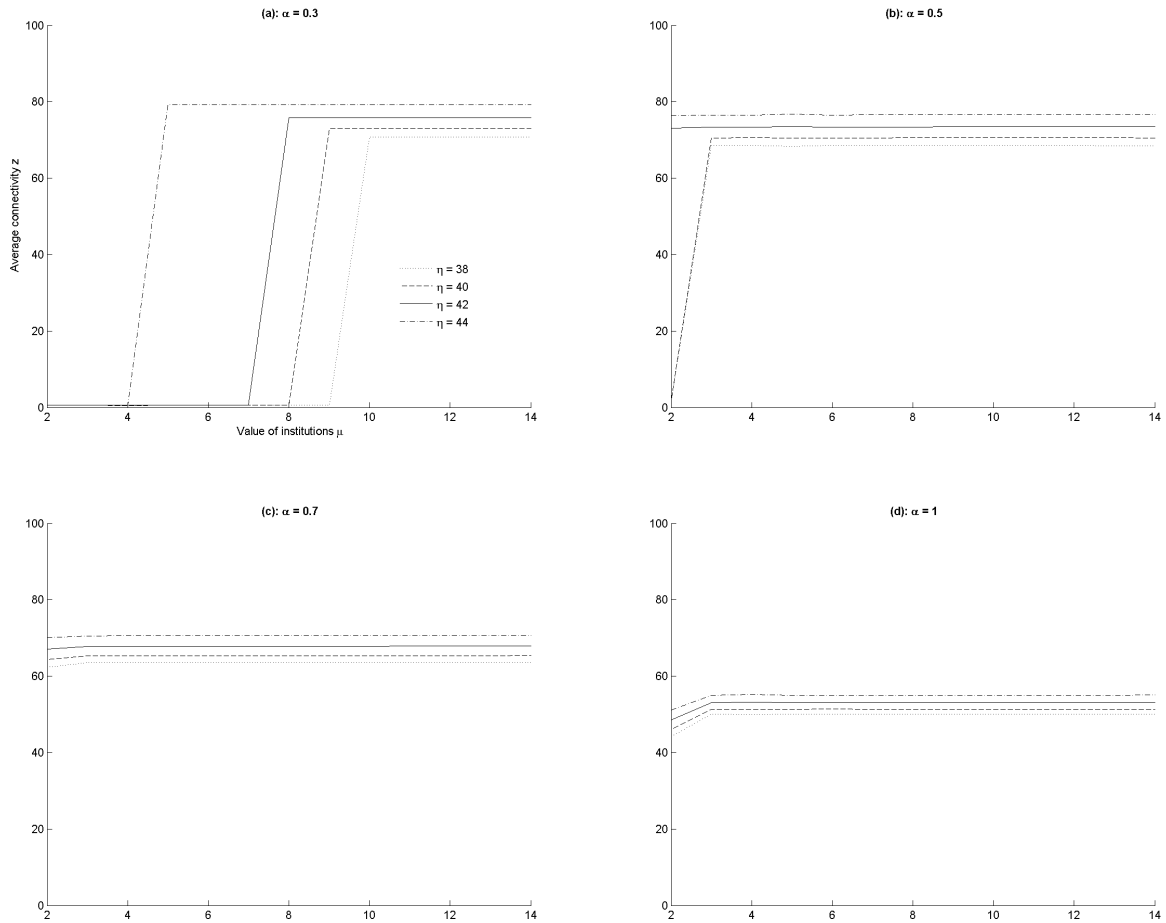 (a): α = 0.3
100
80
60
40
20
0
Average connectivity z
2 4 6 8 10 12 14
Value of institutions μ
η = 38
η = 40
η = 42
η = 44
(b): α = 0.5
100
80
60
40
20
0
2 4 6 8 10 12 14
(c): α = 0.7
100
80
60
40
20
0
2 4 6 8 10 12 14
(d): α = 1
100
80
60
40
20
0
2 4 6 8 10 12 14